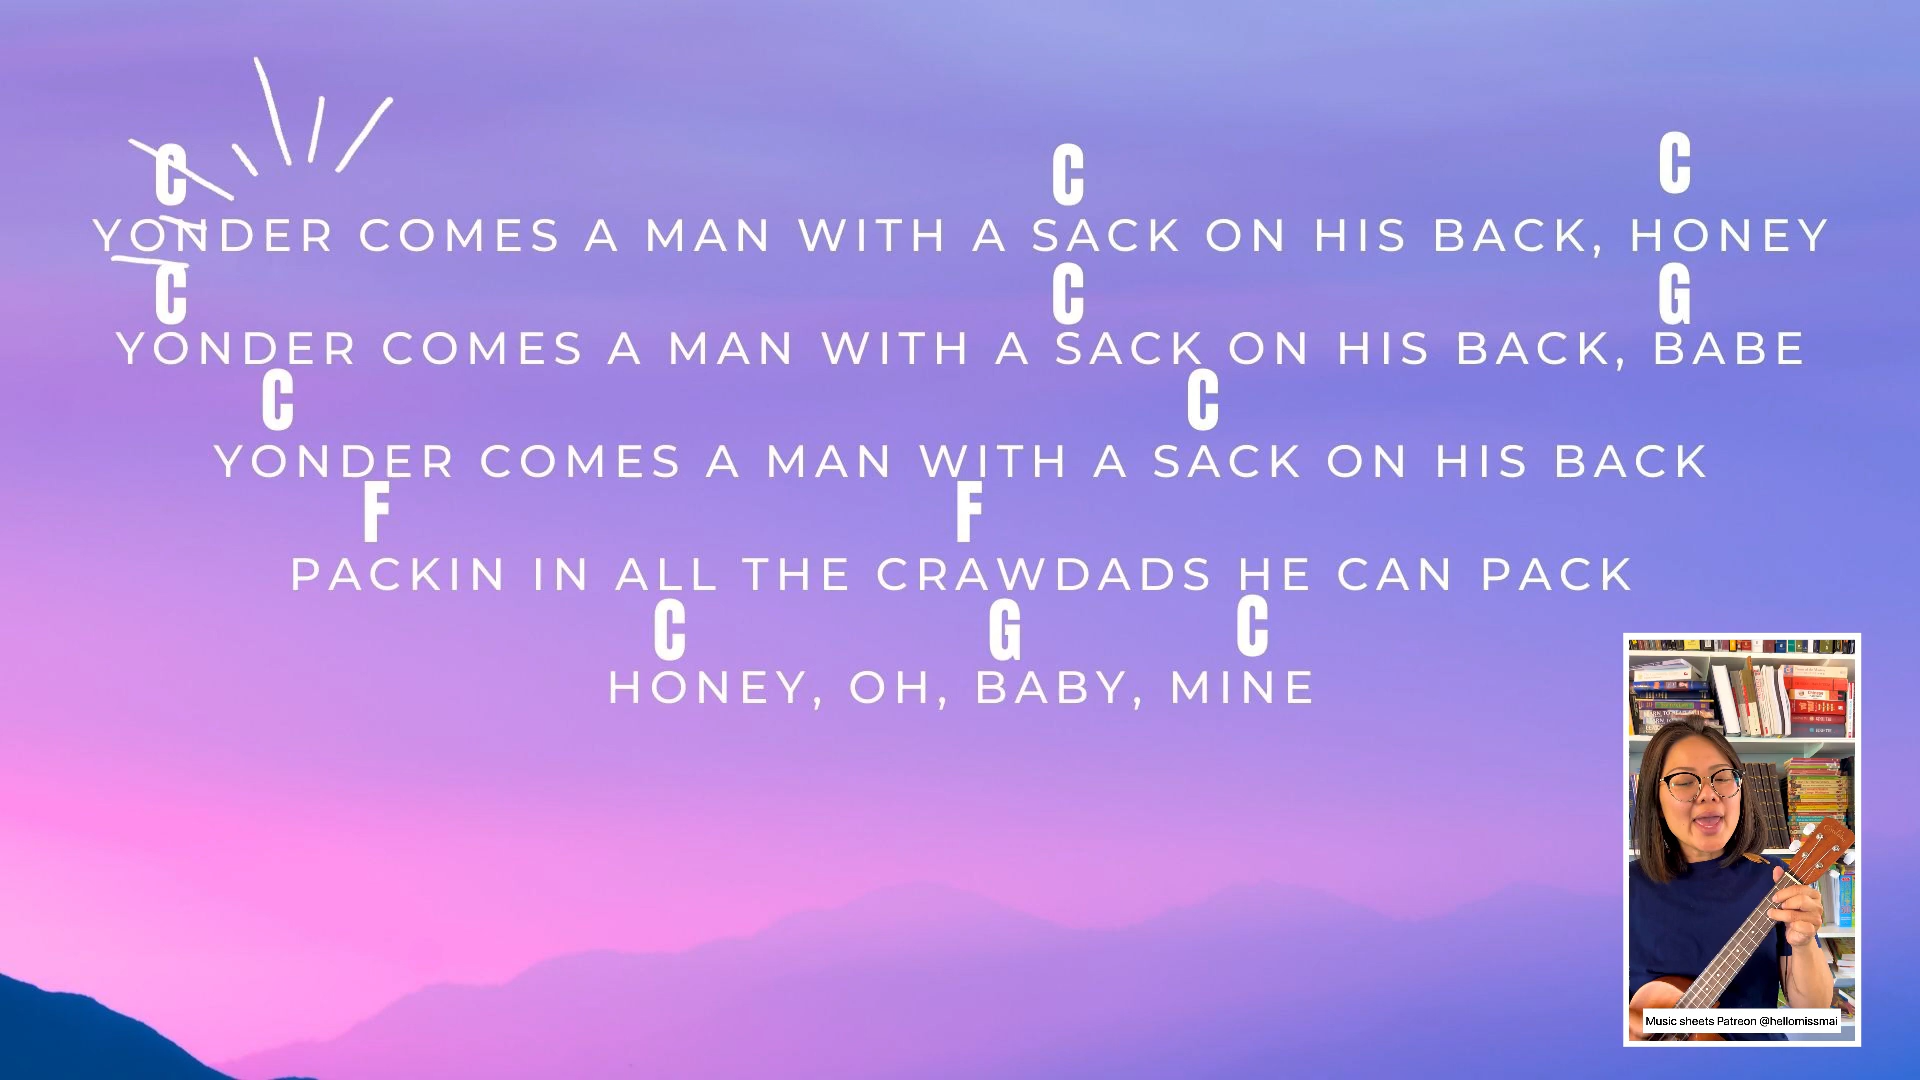 C C C
YONDER COMES A MAN WITH A SACK ON HIS BACK, HONEY
C C G
YONDER COMES A MAN WITH A SACK ON HIS BACK, BABE
C C
YONDER COMES A MAN WITH A SACK ON HIS BACK
F F
PACKIN IN ALL THE CRAWDADS HE CAN PACK
C G C
HONEY, OH, BABY, MINE
Music sheets Patreon @hellomissmai